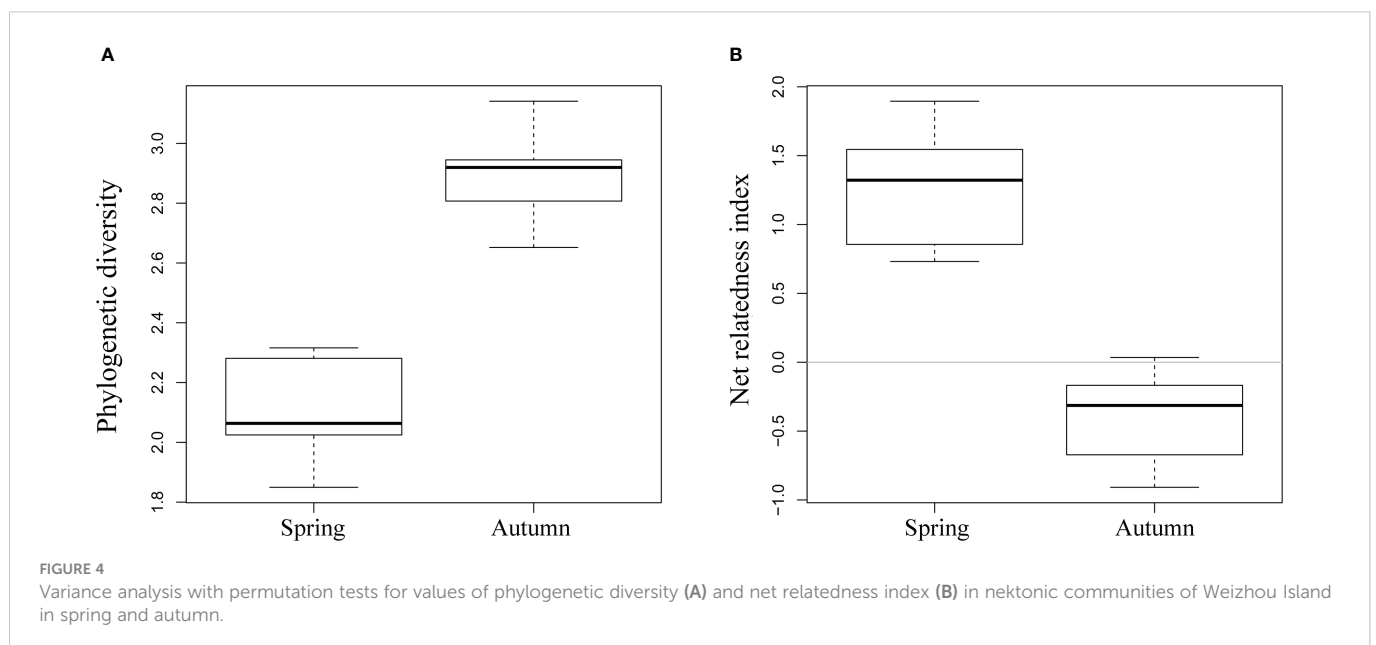 A
Phylogenetic diversity
3.0
2.8
2.6
2.4
2.2
2.0
1.8
Spring
Autumn
B
Net relatedness index
2.0
1.5
1.0
0.5
0.0
−0.5
−1.0
Spring
Autumn
FIGURE 4
Variance analysis with permutation tests for values of phylogenetic diversity (A) and net relatedness index (B) in nektonic communities of Weizhou Island
in spring and autumn.